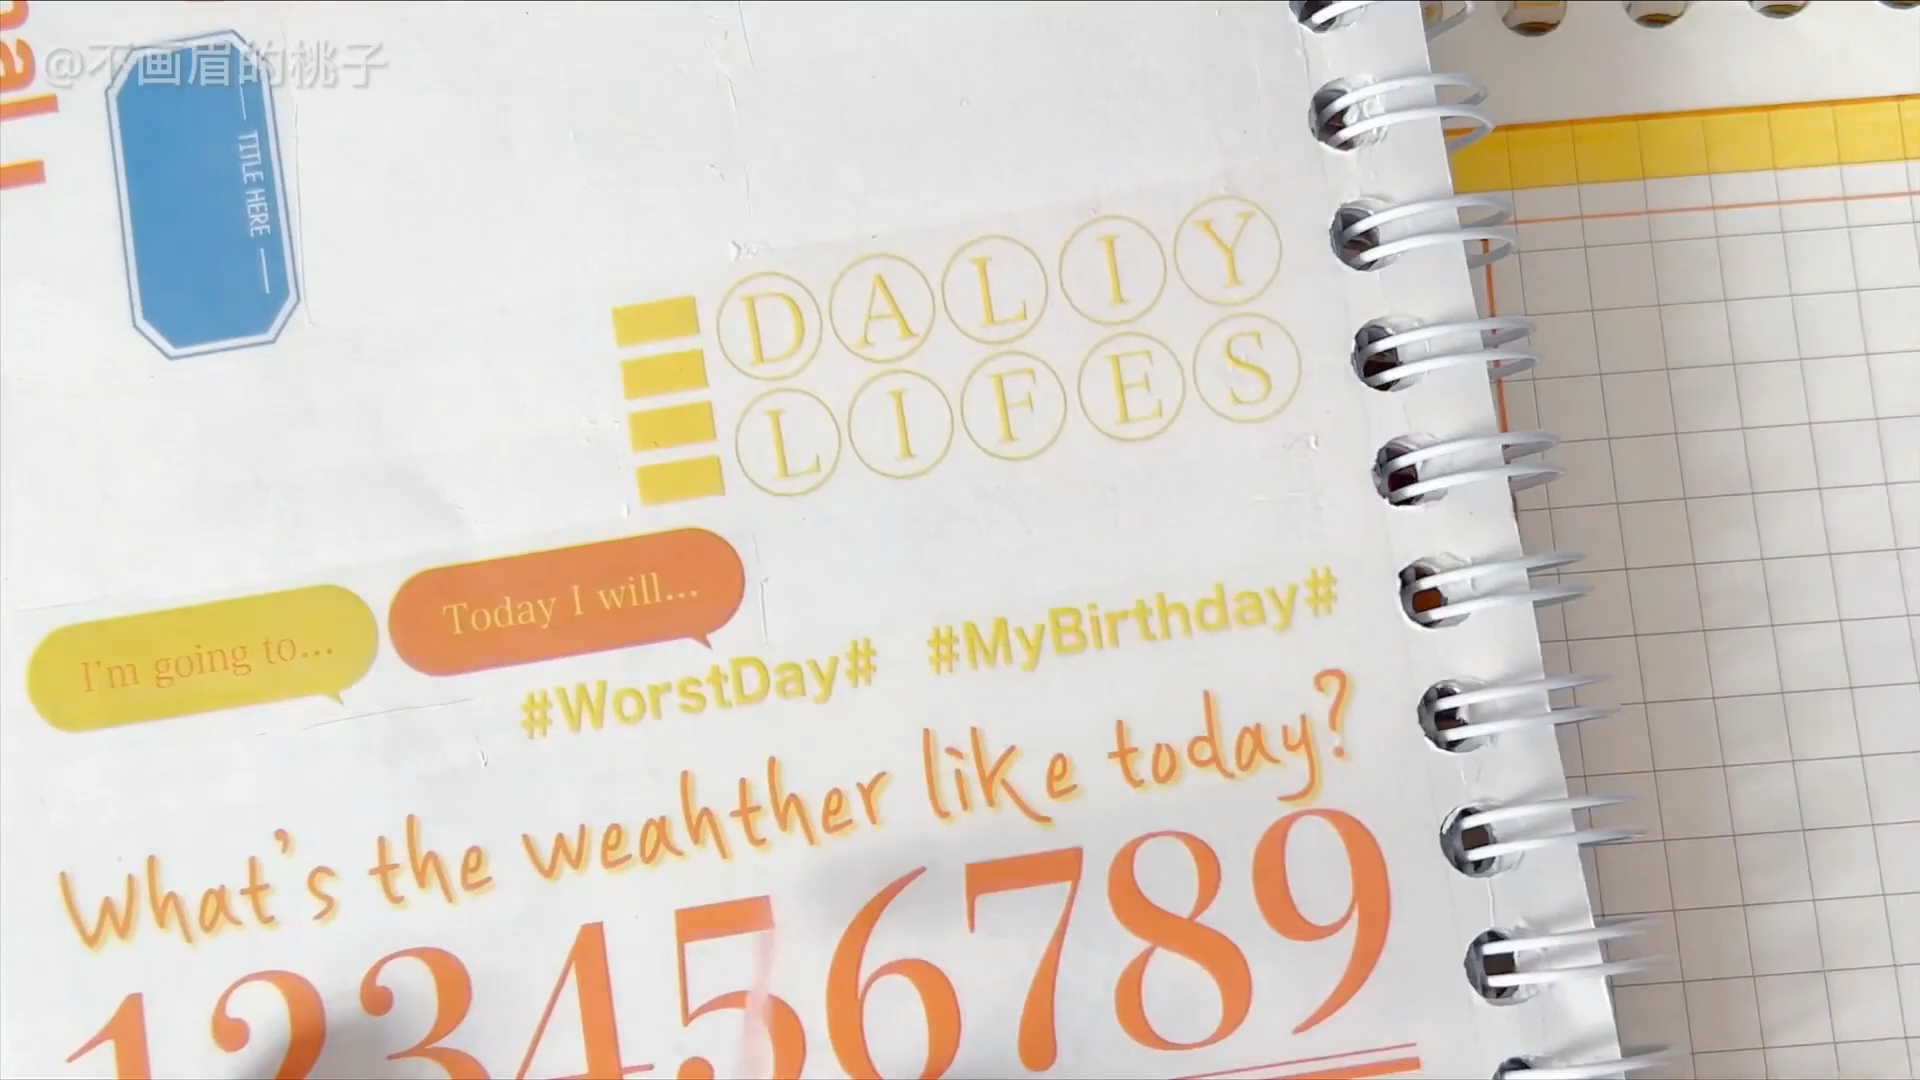 @不画眉的桃子
TITLE HERE
DALIY
LIFES
I'm going to...
Today I will...
#WorstDay#
#MyBirthday#
What's the weahther like today?
123456789